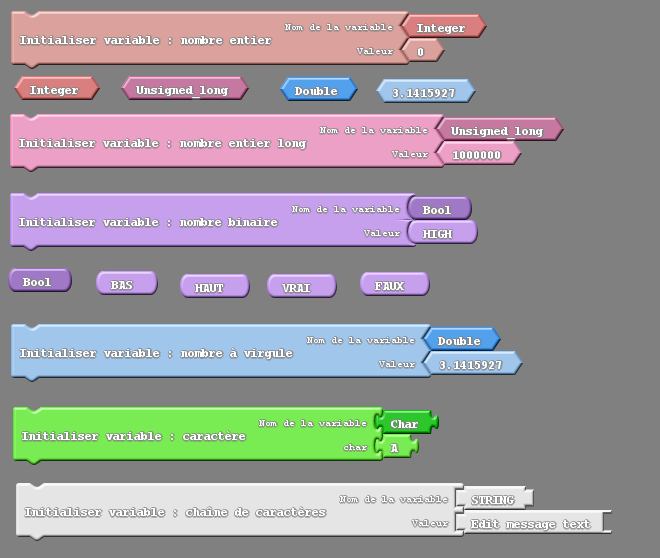 Nom de la variable Integer
Initialiser variable : nombre entier
Valeur 0
Integer Unsigned_long Double 3.1415927
Nom de la variable Unsigned_long
Initialiser variable : nombre entier long
Valeur 1000000
Nom de la variable Bool
Initialiser variable : nombre binaire
Valeur HIGH
Bool BAS HAUT VRAI FAUX
Nom de la variable Double
Initialiser variable : nombre à virgule
Valeur 3.1415927
Nom de la variable Char
Initialiser variable : caractère
char A
Nom de la variable STRING
Initialiser variable : chaîne de caractères
Valeur Edit message text